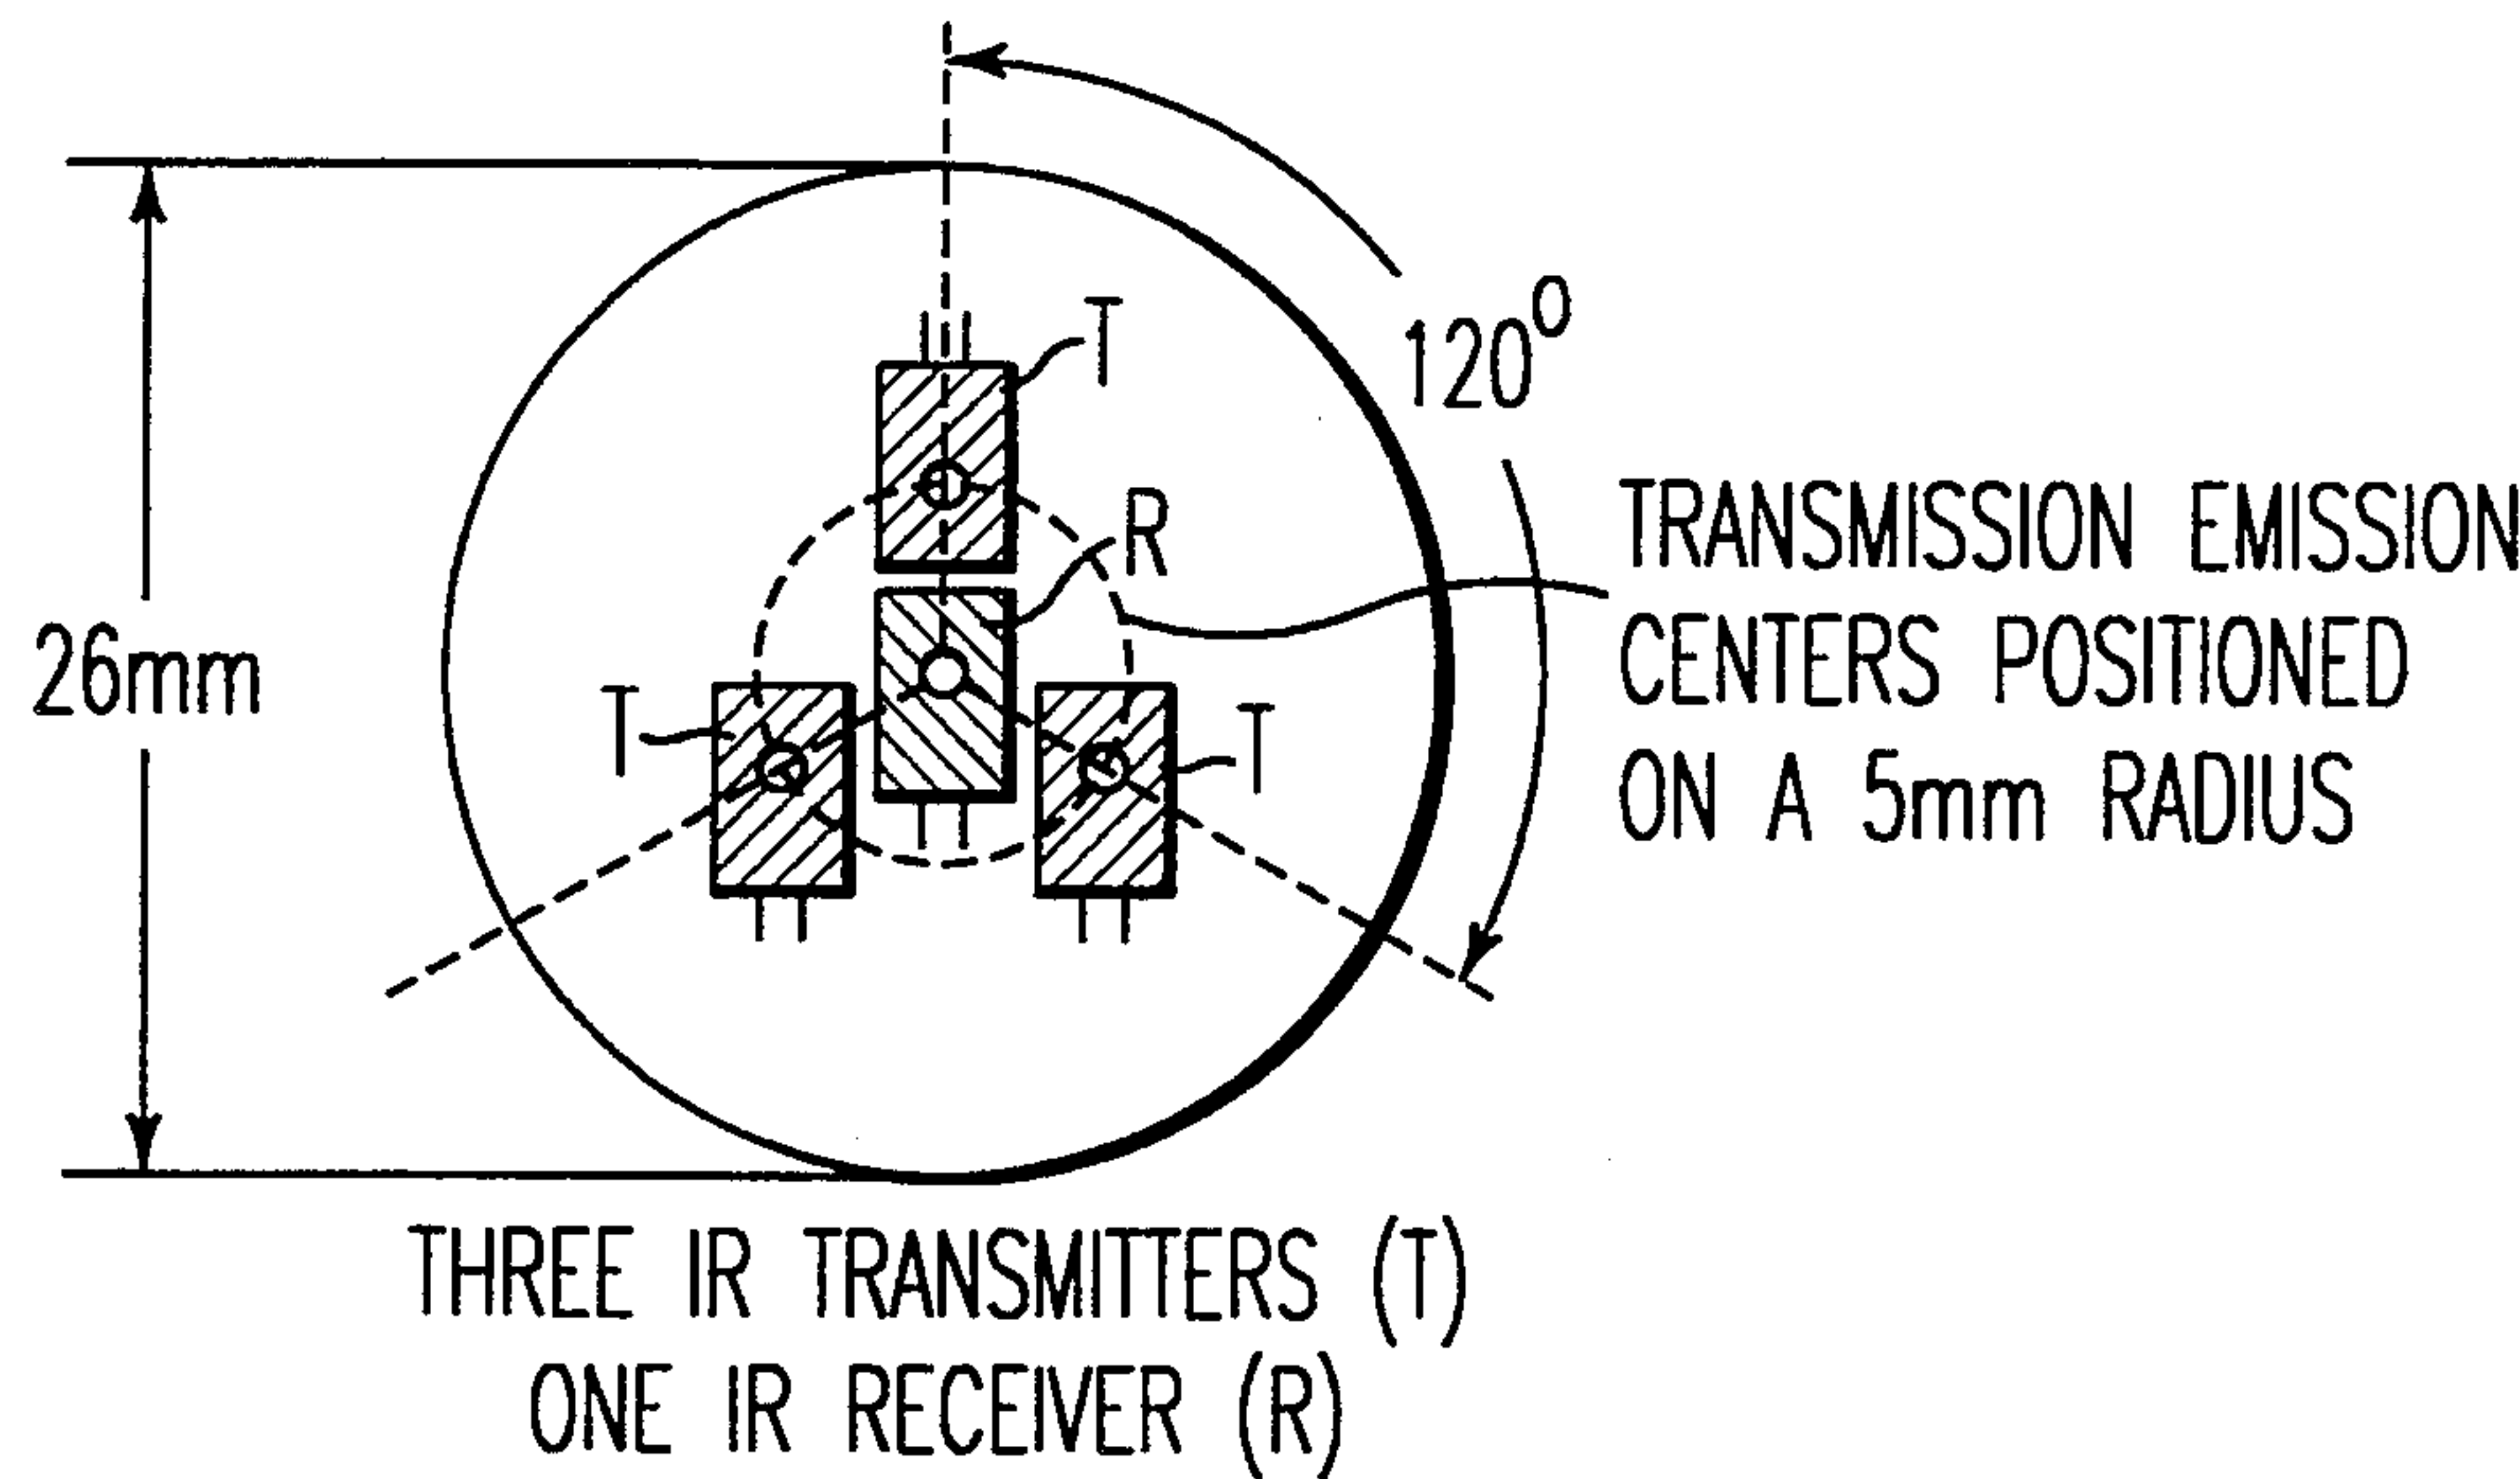 T
120°
R
TRANSMISSION EMISSION
CENTERS POSITIONED
ON A 5mm RADIUS
26mm
T
T
THREE IR TRANSMITTERS (T)
ONE IR RECEIVER (R)